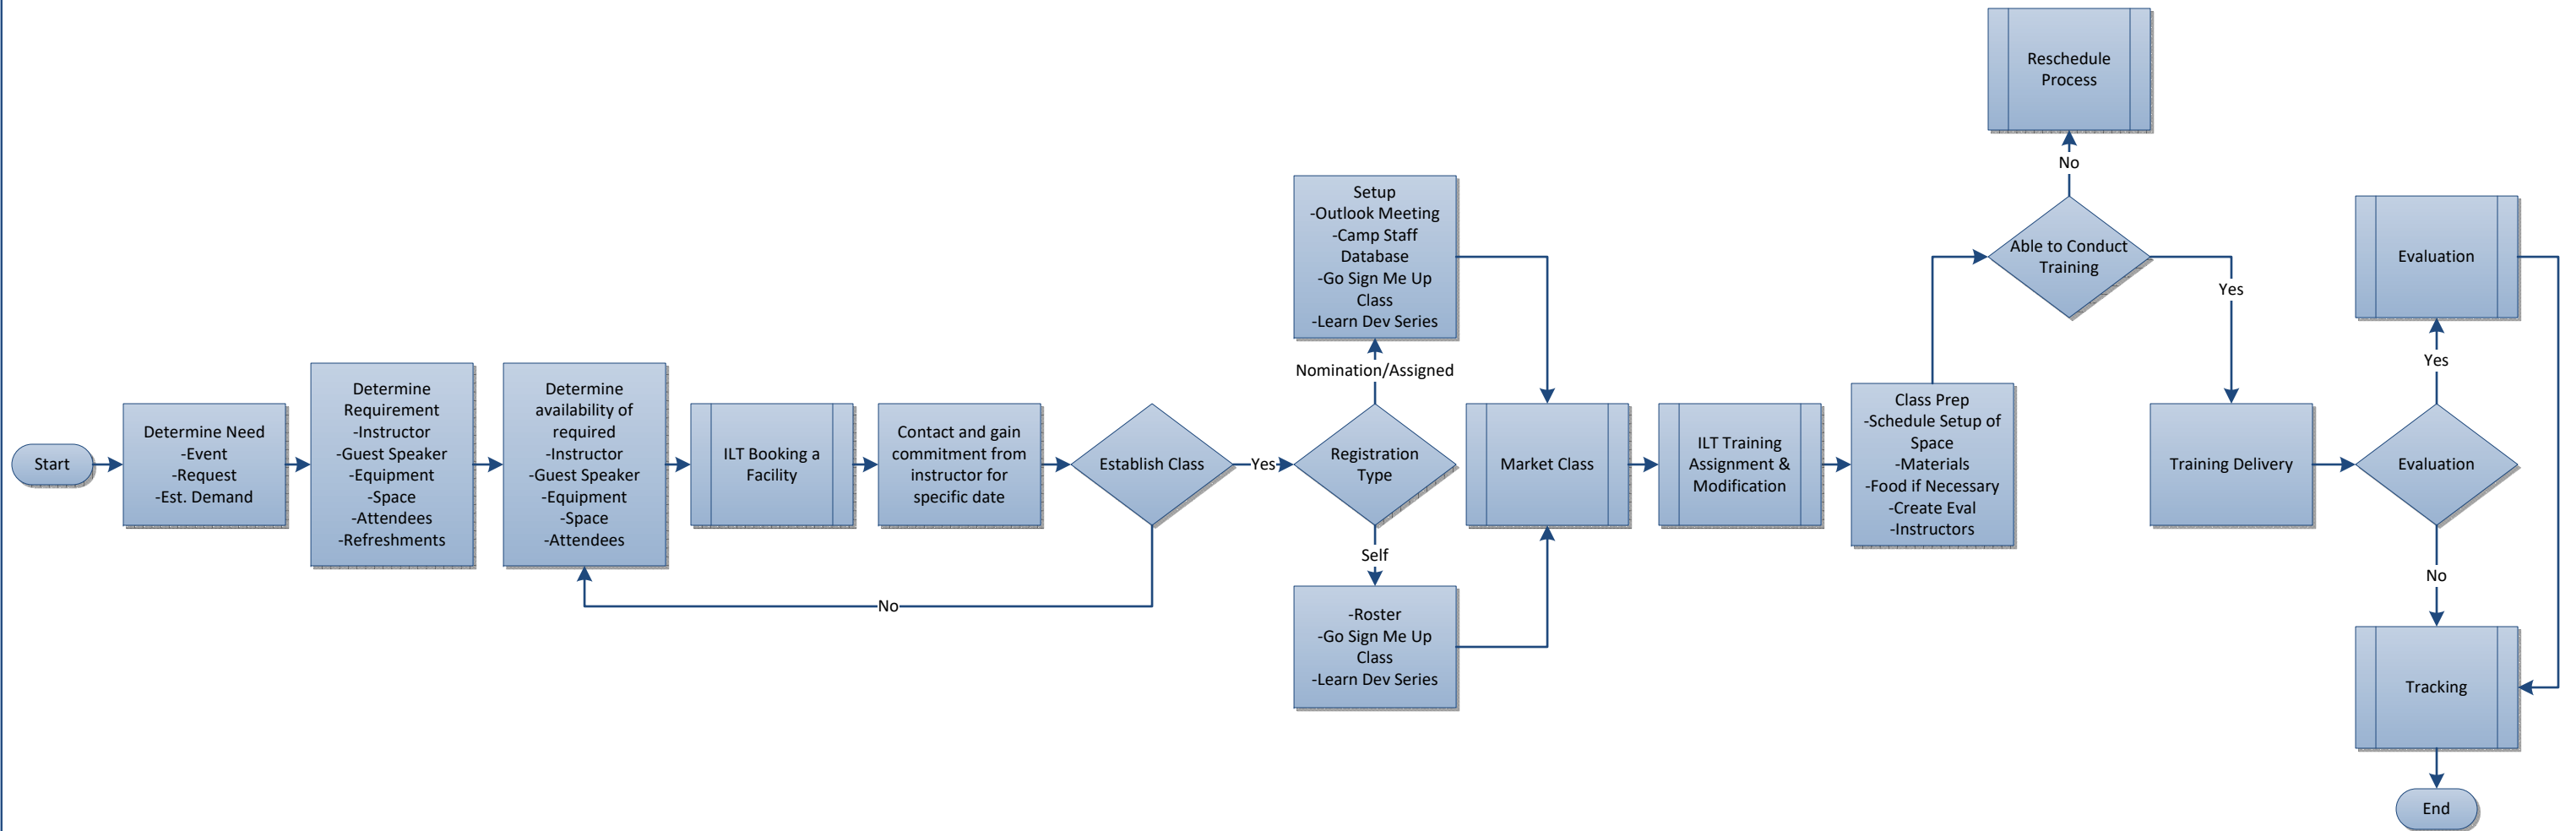 Start
Determine Need
-Event
-Request
-Est. Demand
Determine
Requirement
-Instructor
-Guest Speaker
-Equipment
-Space
-Attendees
-Refreshments
Determine
availability of
required
-Instructor
-Guest Speaker
-Equipment
-Space
-Attendees
ILT Booking a
Facility
Contact and gain
commitment from
instructor for
specific date
Establish Class
No
Yes
Registration
Type
Nomination/Assigned
Setup
-Outlook Meeting
-Camp Staff
Database
-Go Sign Me Up
Class
-Learn Dev Series
Self
-Roster
-Go Sign Me Up
Class
-Learn Dev Series
Market Class
ILT Training
Assignment &
Modification
Class Prep
-Schedule Setup of
Space
-Materials
-Food if Necessary
-Create Eval
-Instructors
Able to Conduct
Training
No
Reschedule
Process
Yes
Training Delivery
Evaluation
Yes
Evaluation
No
Tracking
End